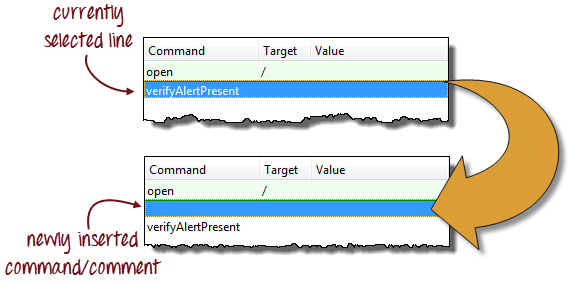 currently
selected line
Command Target Value
open /
verifyAlertPresent
Command Target Value
open /
newly inserted
command/comment
verifyAlertPresent